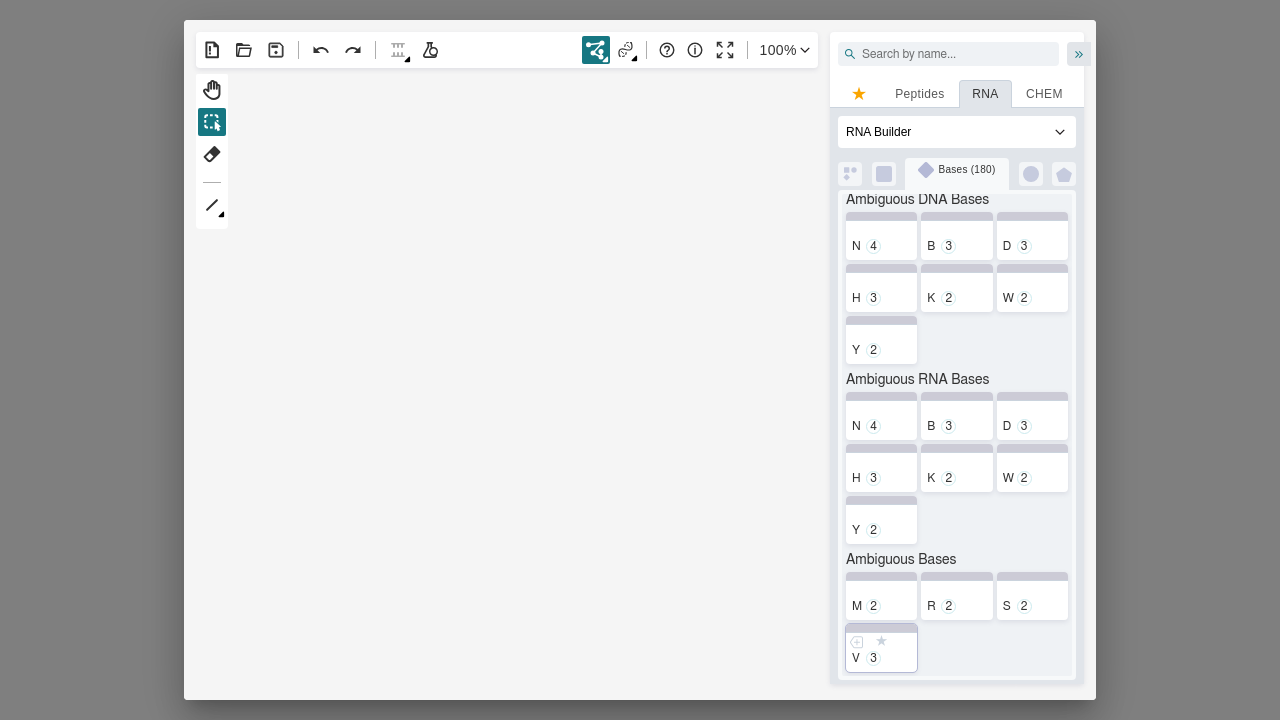 100%
Search by name...
»
Peptides RNA CHEM
RNA Builder
Bases (180)
Ambiguous DNA Bases
N 4 B 3 D 3
H 3 K 2 W 2
Y 2
Ambiguous RNA Bases
N 4 B 3 D 3
H 3 K 2 W 2
Y 2
Ambiguous Bases
M 2 R 2 S 2
V 3